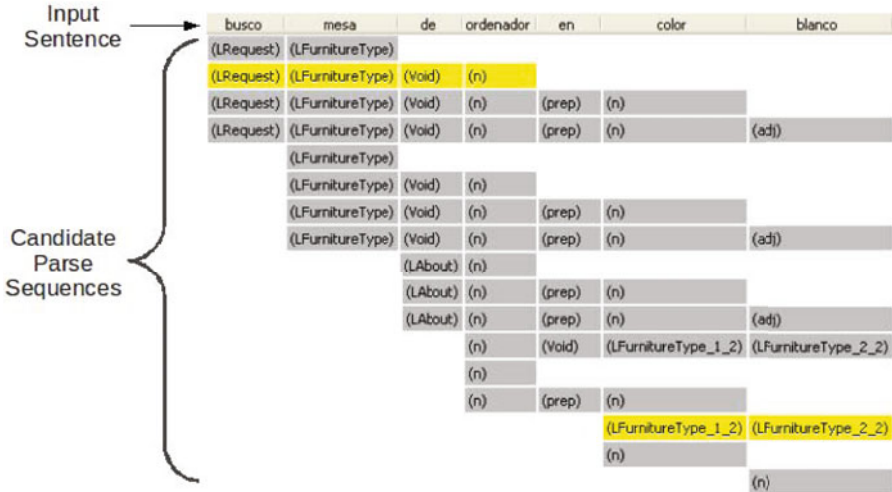 Input
Sentence
busco mesa de ordenador en color blanco
(LRequest) (LFurnitureType)
(LRequest) (LFurnitureType) (Void) (n)
(LRequest) (LFurnitureType) (Void) (n) (prep) (n)
(LRequest) (LFurnitureType) (Void) (n) (prep) (n) (adj)
(LFurnitureType)
(LFurnitureType) (Void) (n)
(LFurnitureType) (Void) (n) (prep) (n)
(LFurnitureType) (Void) (n) (prep) (n) (adj)
(LAbout) (n)
(LAbout) (n) (prep) (n)
(LAbout) (n) (prep) (n) (adj)
(n) (Void) (LFurnitureType_1_2) (LFurnitureType_2_2)
(n)
(n) (prep) (n)
(LFurnitureType_1_2) (LFurnitureType_2_2)
(n)
(n)
Candidate
Parse
Sequences